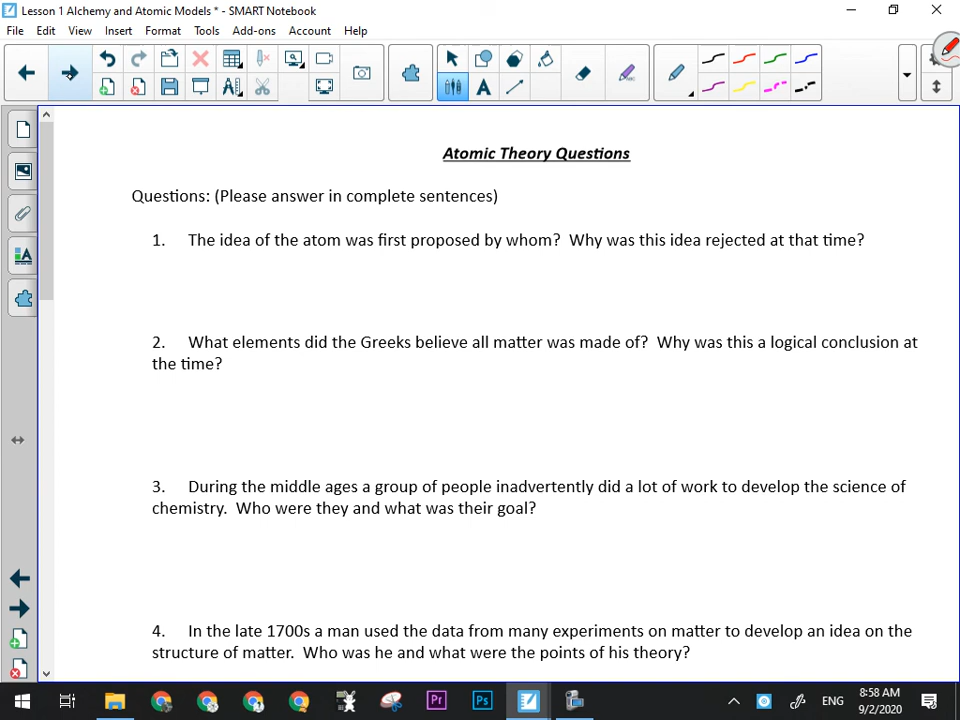 Lesson 1 Alchemy and Atomic Models * - SMART Notebook
File Edit View Insert Format Tools Add-ons Account Help
Atomic Theory Questions
Questions: (Please answer in complete sentences)
1. The idea of the atom was first proposed by whom? Why was this idea rejected at that time?
2. What elements did the Greeks believe all matter was made of? Why was this a logical conclusion at
the time?
3. During the middle ages a group of people inadvertently did a lot of work to develop the science of
chemistry. Who were they and what was their goal?
4. In the late 1700s a man used the data from many experiments on matter to develop an idea on the
structure of matter. Who was he and what were the points of his theory?
Pr Ps ENG 8:58 AM
9/2/2020